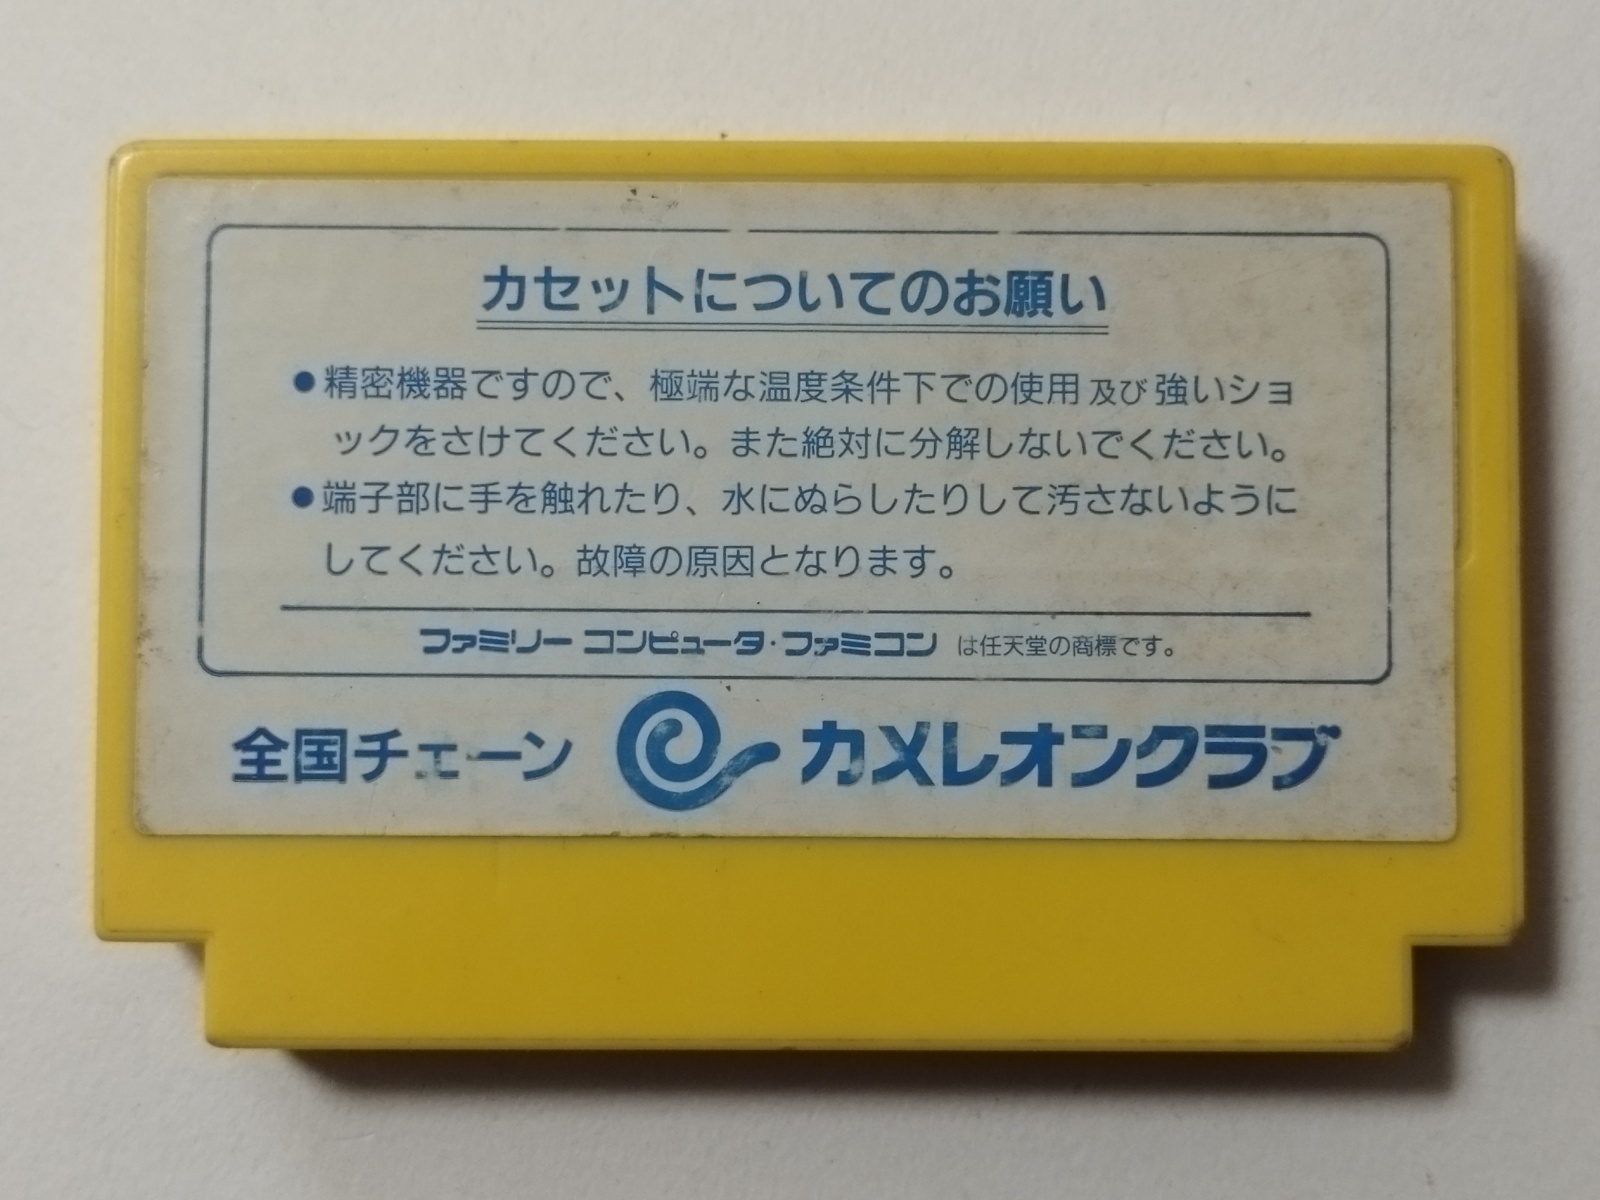 カセットについてのお願い
●精密機器ですので、極端な温度条件下での使用及び強いショ
ックをさけてください。また絶対に分解しないでください。
●端子部に手を触れたり、水にぬらしたりして汚さないように
してください。故障の原因となります。
ファミリー コンピュータ・ファミコン は任天堂の商標です。
全国チェーン カメレオンクラブ